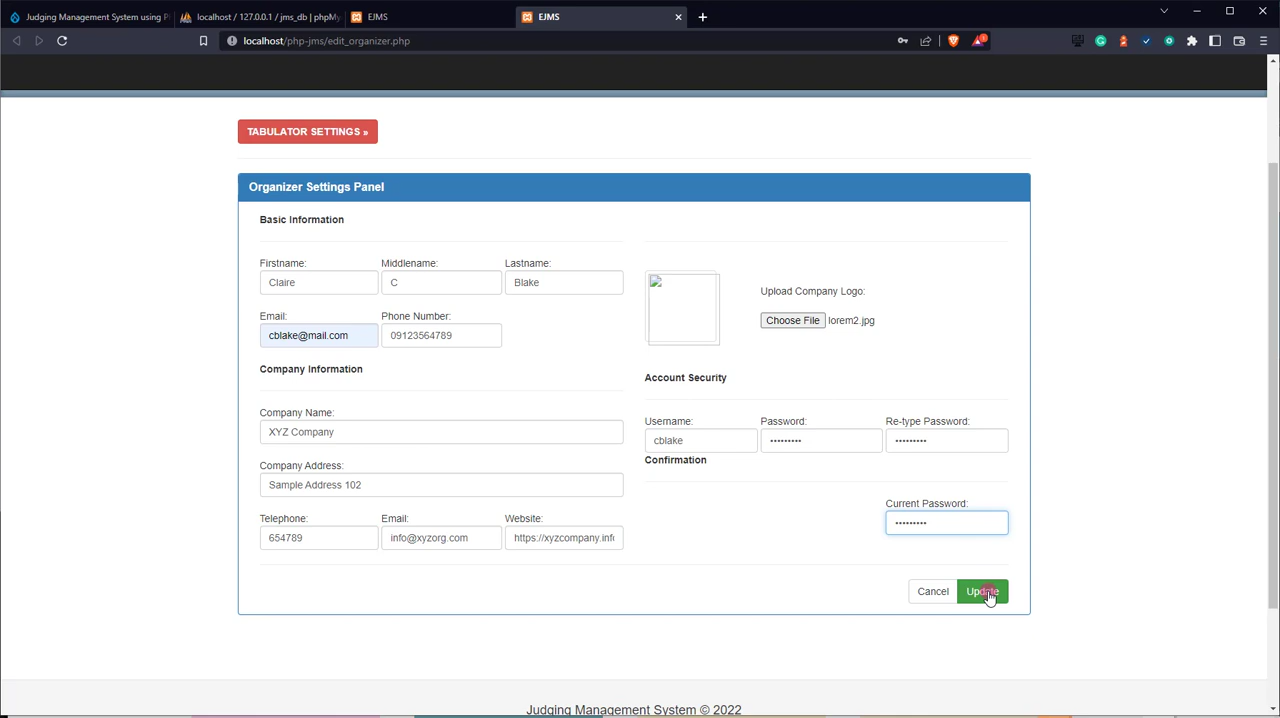 Judging Management System using P
localhost / 127.0.0.1 / jms_db | phpMy
EJMS
EJMS
localhost/php-jms/edit_organizer.php
TABULATOR SETTINGS »
Organizer Settings Panel
Basic Information
Firstname: Middlename: Lastname:
Claire C Blake
Upload Company Logo:
Choose File lorem2.jpg
Email: Phone Number:
cblake@mail.com 09123564789
Company Information
Account Security
Company Name:
XYZ Company
Username: Password: Re-type Password:
cblake ••••••••• •••••••••
Confirmation
Company Address:
Sample Address 102
Current Password:
•••••••••
Telephone: Email: Website:
654789 info@xyzorg.com https://xyzcompany.info
Cancel Update
Judging Management System © 2022